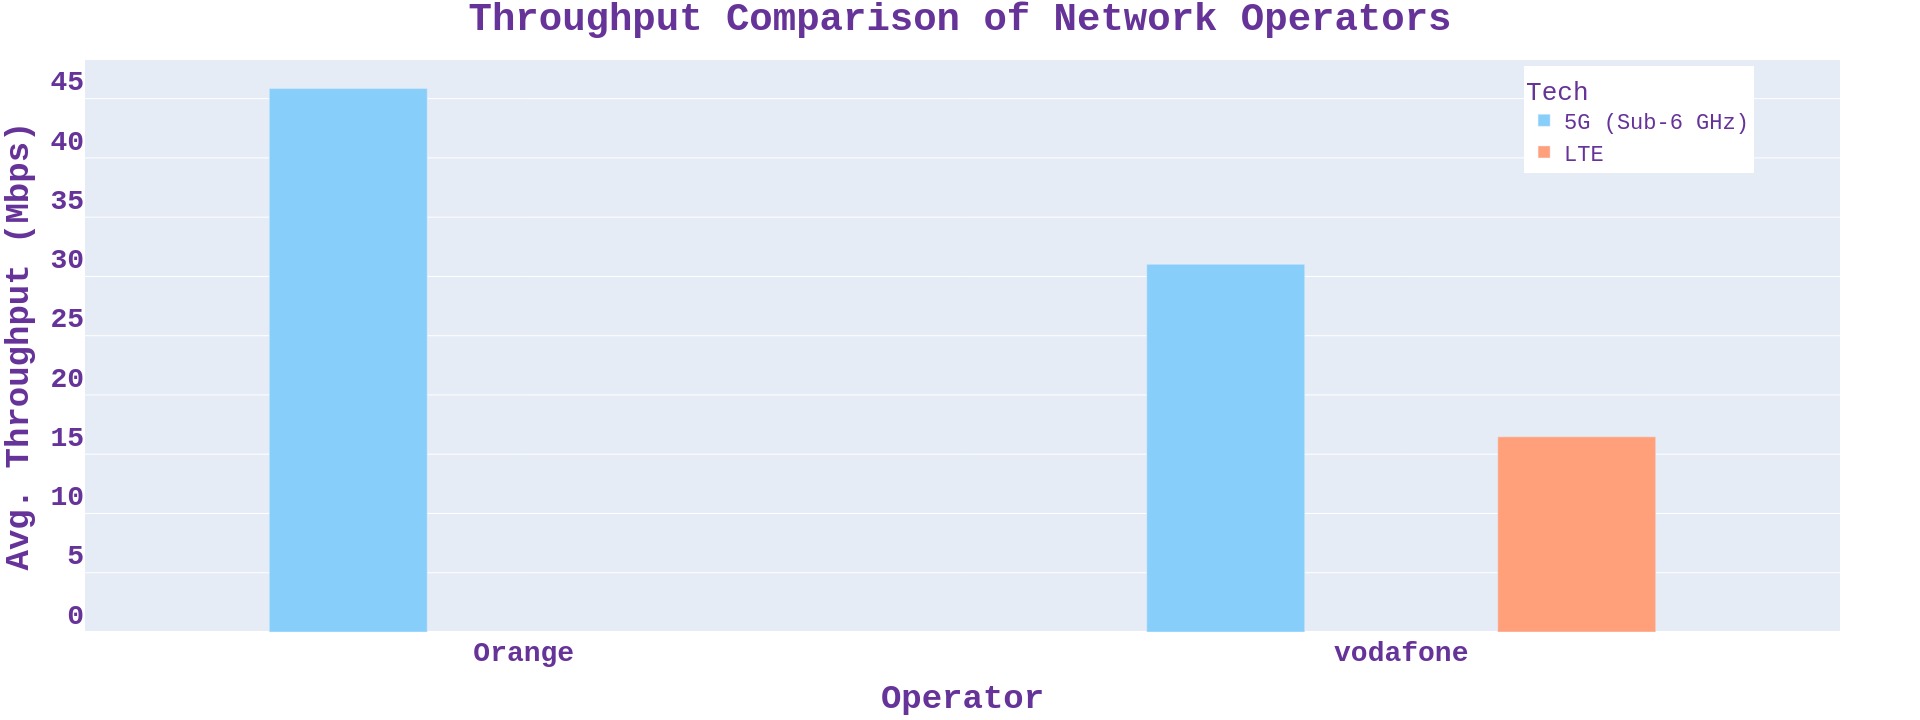 Throughput Comparison of Network Operators
Avg. Throughput (Mbps)
45
40
35
30
25
20
15
10
5
0
Tech
5G (Sub-6 GHz)
LTE
Orange
vodafone
Operator